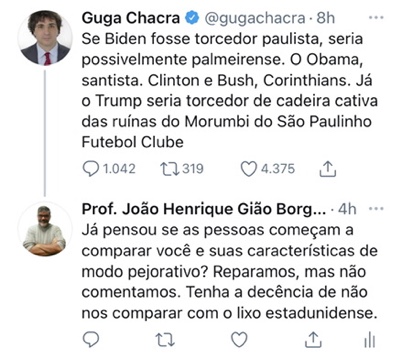 Guga Chacra @gugachacra · 8h
Se Biden fosse torcedor paulista, seria
possivelmente palmeirense. O Obama,
santista. Clinton e Bush, Corinthians. Já
o Trump seria torcedor de cadeira cativa
das ruínas do Morumbi do São Paulinho
Futebol Clube
1.042 319 4.375
Prof. João Henrique Gião Borg... · 4h
Já pensou se as pessoas começam a
comparar você e suas características de
modo pejorativo? Reparamos, mas não
comentamos. Tenha a decência de não
nos comparar com o lixo estadunidense.